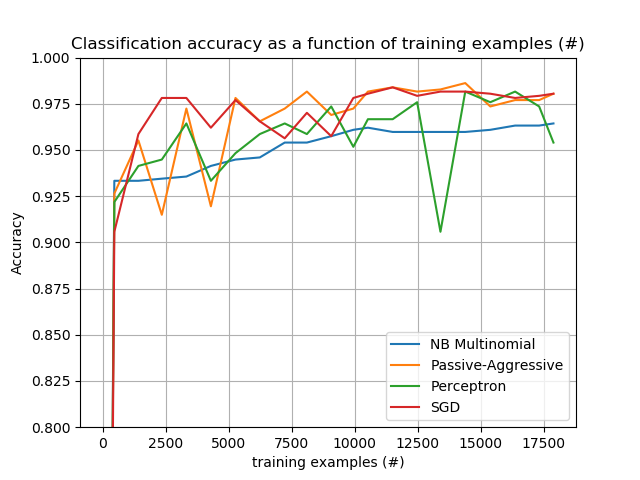 Classification accuracy as a function of training examples (#)
1.000
0.975
0.950
0.925
0.900
0.875
0.850
0.825
0.800
Accuracy
NB Multinomial
Passive-Aggressive
Perceptron
SGD
0 2500 5000 7500 10000 12500 15000 17500
training examples (#)